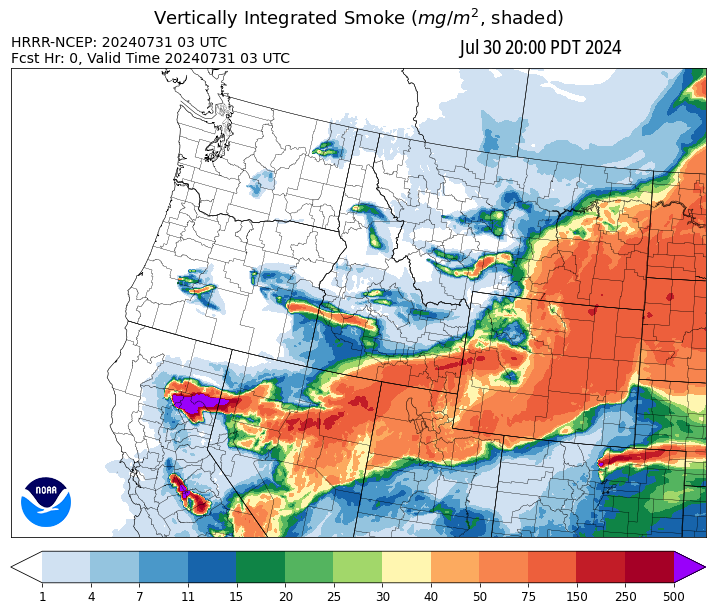 Vertically Integrated Smoke (mg/m², shaded)
HRRR-NCEP: 20240731 03 UTC
Fcst Hr: 0, Valid Time 20240731 03 UTC
Jul 30 20:00 PDT 2024
NOAA
1 4 7 11 15 20 25 30 40 50 75 150 250 500